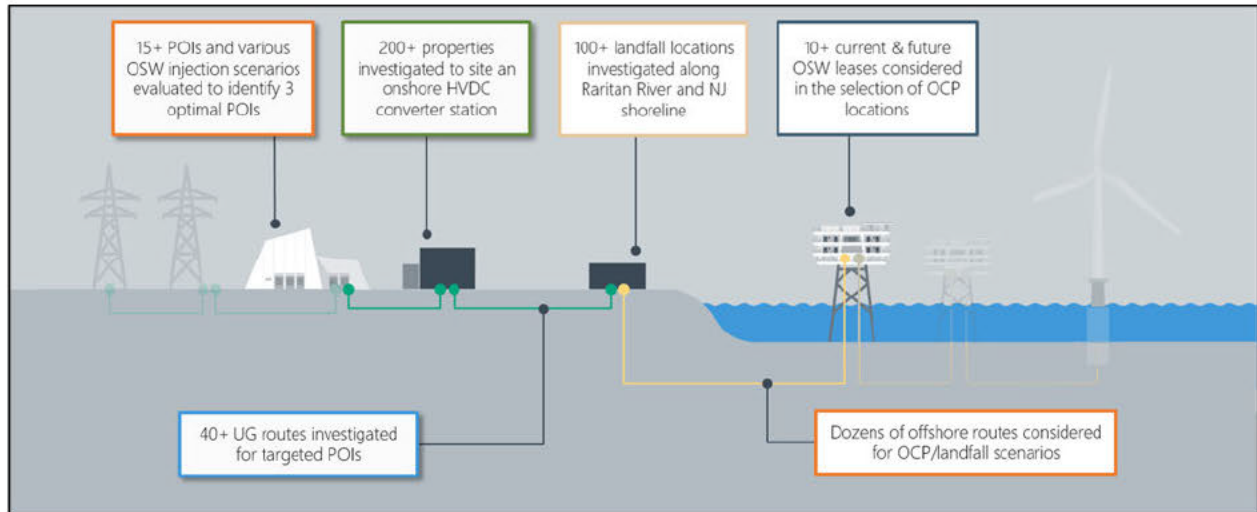 15+ POIs and various
OSW injection scenarios
evaluated to identify 3
optimal POIs
200+ properties
investigated to site an
onshore HVDC
converter station
100+ landfall locations
investigated along
Raritan River and NJ
shoreline
10+ current & future
OSW leases considered
in the selection of OCP
locations
40+ UG routes investigated
for targeted POIs
Dozens of offshore routes considered
for OCP/landfall scenarios